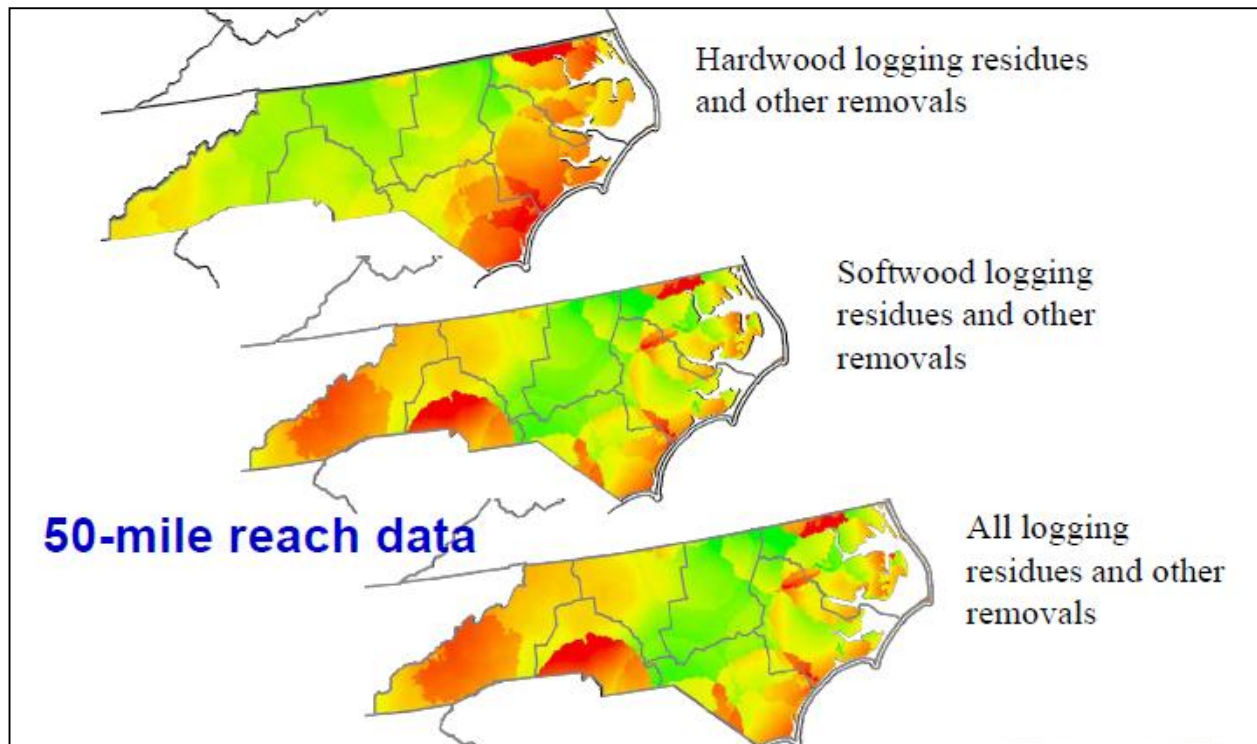 Hardwood logging residues
and other removals
Softwood logging
residues and other
removals
50-mile reach data
All logging
residues and other
removals